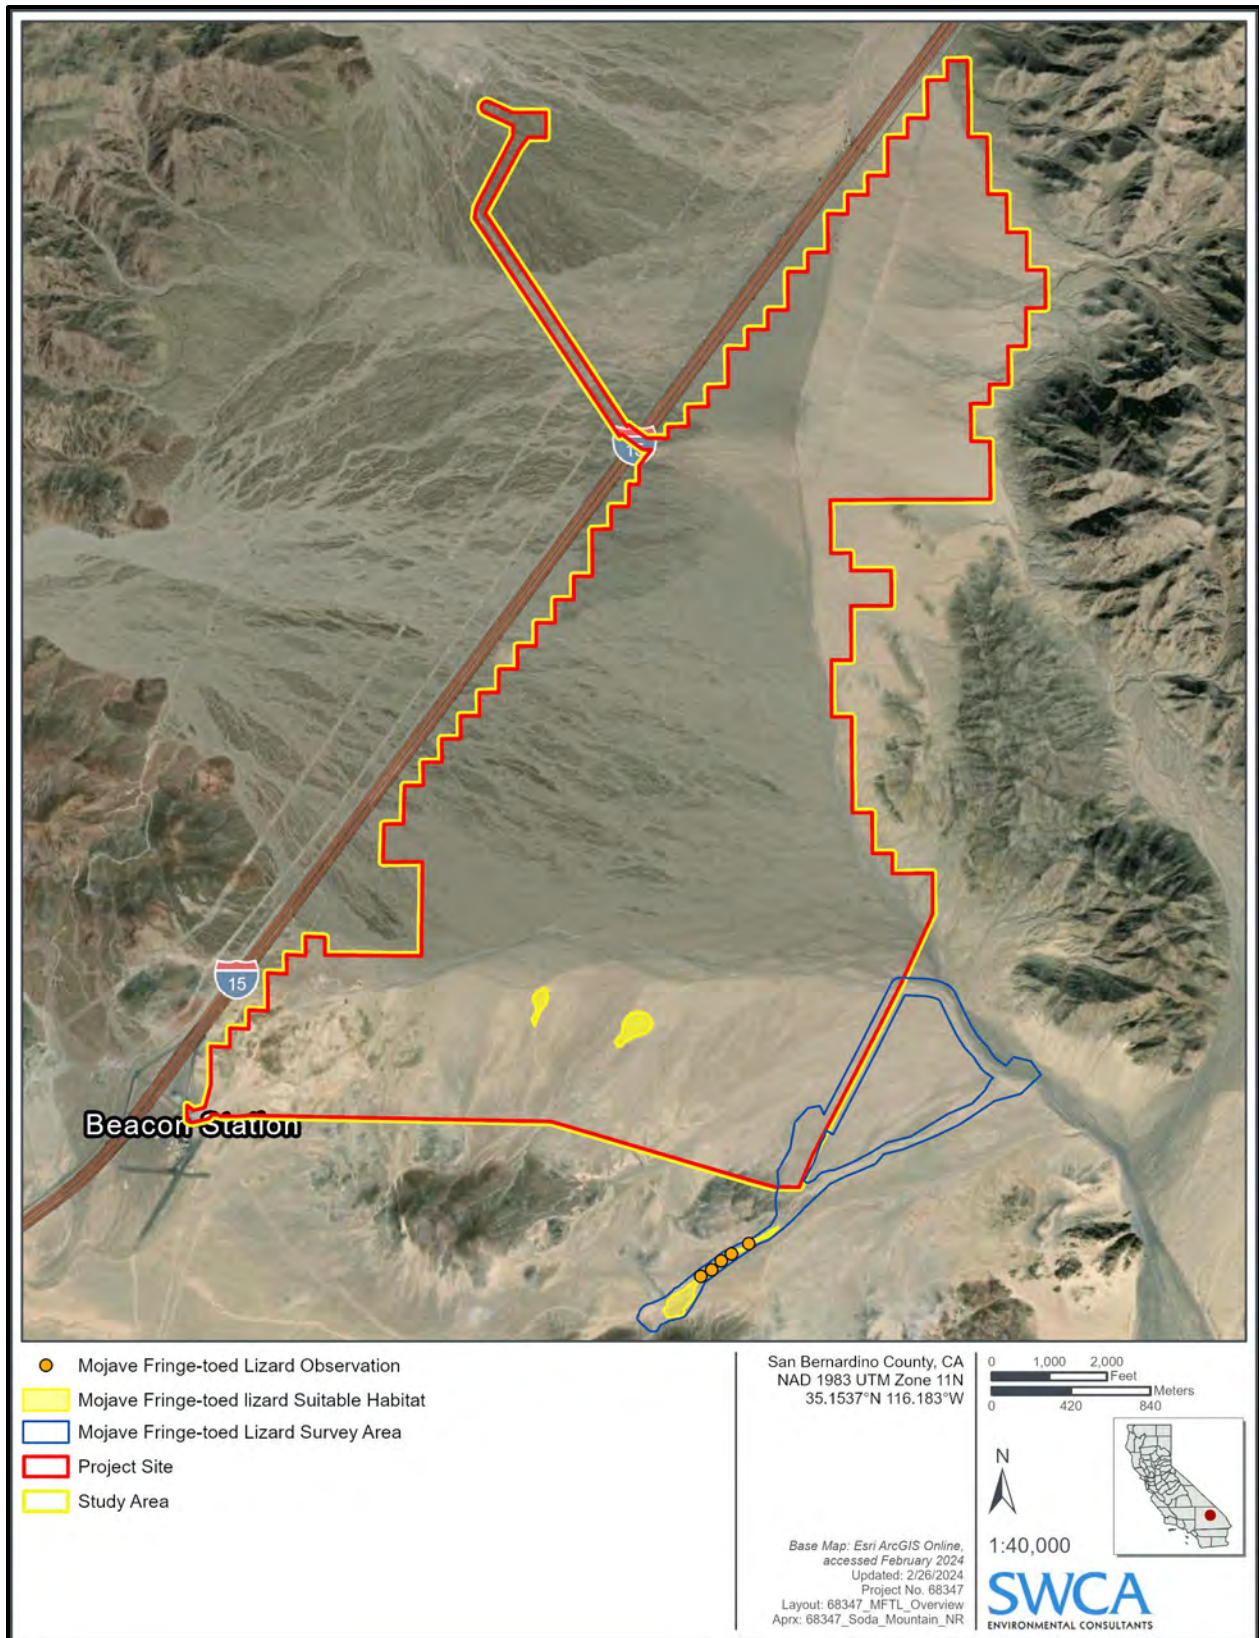 15
15
Beacon Station
Mojave Fringe-toed Lizard Observation
Mojave Fringe-toed lizard Suitable Habitat
Mojave Fringe-toed Lizard Survey Area
Project Site
Study Area
San Bernardino County, CA
NAD 1983 UTM Zone 11N
35.1537°N 116.183°W
Base Map: Esri ArcGIS Online,
accessed February 2024
Updated: 2/26/2024
Project No. 68347
Layout: 68347_MFTL_Overview
Aprx: 68347_Soda_Mountain_NR
0 1,000 2,000
Feet
Meters
0 420 840
N
1:40,000
SWCA
ENVIRONMENTAL CONSULTANTS